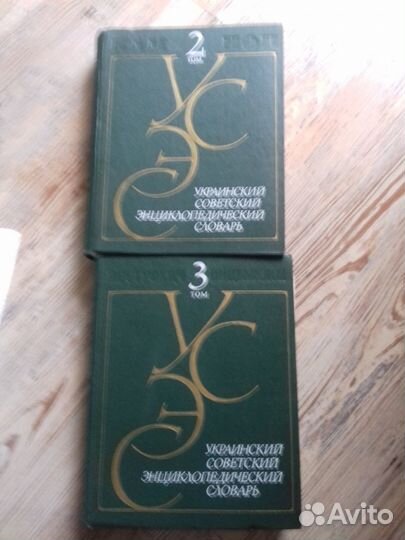 2
ТОМ
УСЭС
УКРАИНСКИЙ
СОВЕТСКИЙ
ЭНЦИКЛОПЕДИЧЕСКИЙ
СЛОВАРЬ
3
ТОМ
УСЭС
УКРАИНСКИЙ
СОВЕТСКИЙ
ЭНЦИКЛОПЕДИЧЕСКИЙ
СЛОВАРЬ
Avito